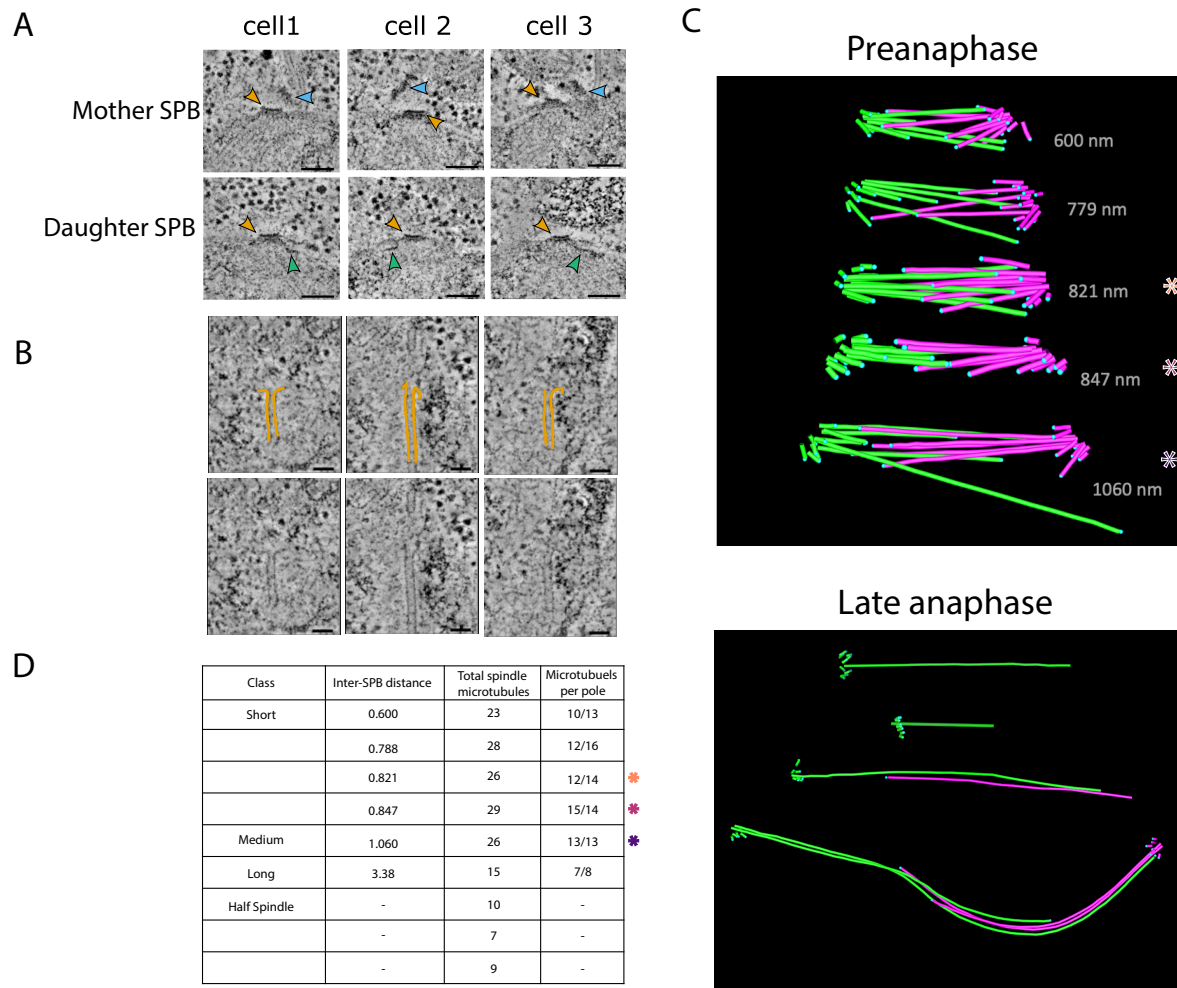 A
cell1
cell 2
cell 3
Mother SPB
Daughter SPB
B
C
Preanaphase
600 nm
779 nm
821 nm
847 nm
1060 nm
Late anaphase
D
Class
Inter-SPB distance
Total spindle
microtubules
Microtubuels
per pole
Short
0.600
23
10/13
0.788
28
12/16
0.821
26
12/14
*
0.847
29
15/14
*
Medium
1.060
26
13/13
*
Long
3.38
15
7/8
Half Spindle
-
10
-
-
7
-
-
9
-